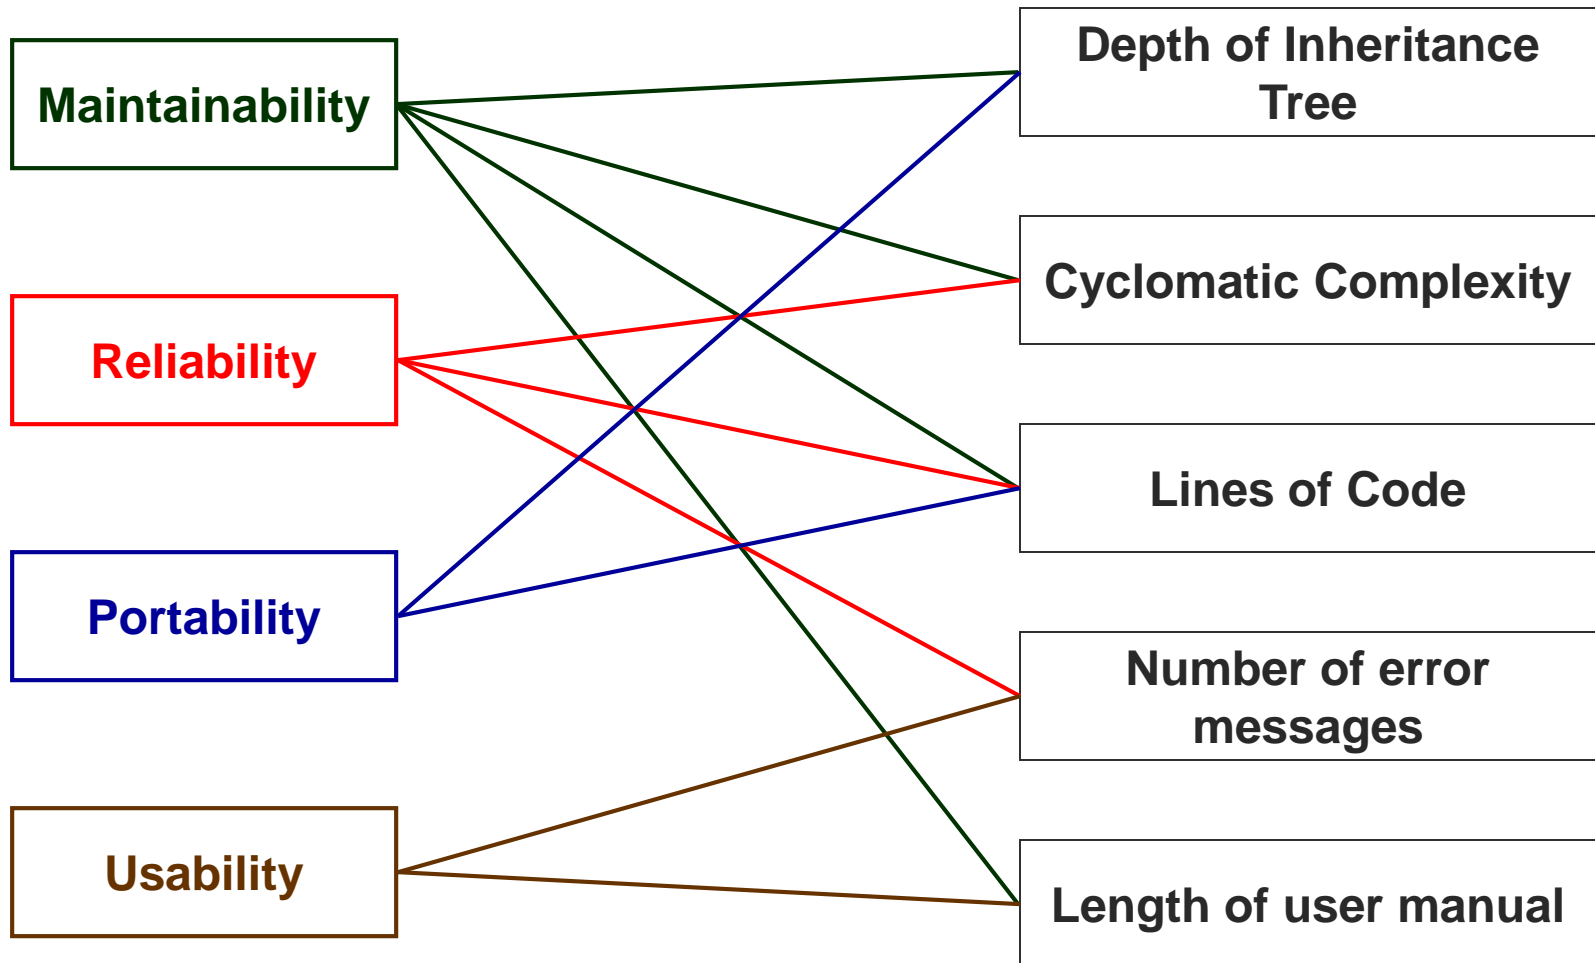 Maintainability
Reliability
Portability
Usability
Depth of Inheritance
Tree
Cyclomatic Complexity
Lines of Code
Number of error
messages
Length of user manual